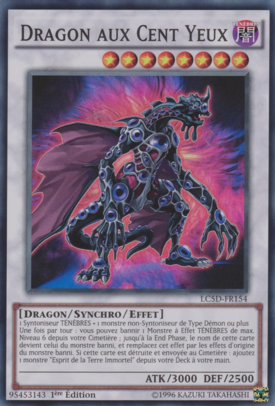 DRAGON AUX CENT YEUX
TÉNÈBRES
闇
LCSD-FR154
[DRAGON/SYNCHRO/EFFET]
1 Syntoniseur TÉNÈBRES + 1 monstre non-Syntoniseur de Type Démon ou plus
Une fois par tour : vous pouvez bannir 1 Monstre à Effet TÉNÈBRES de max.
Niveau 6 depuis votre Cimetière ; jusqu'à la End Phase, le nom de cette carte
devient celui du monstre banni, et remplacez cet effet par les effets d'origine
du monstre banni. Si cette carte est détruite et envoyée au Cimetière : ajoutez
1 monstre "Esprit de la Terre Immortel" depuis votre Deck à votre main.
ATK/3000 DEF/2500
95453143 1ère Édition ©1996 KAZUKI TAKAHASHI